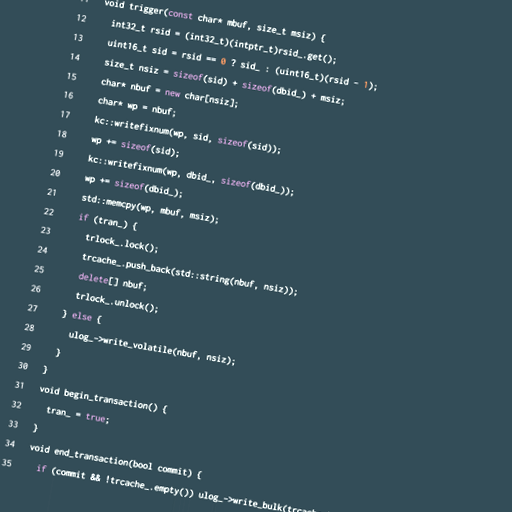 void trigger(const char* mbuf, size_t msiz) {
12 int32_t rsid = (int32_t)(intptr_t)rsid_.get();
13 uint16_t sid = rsid == 0 ? sid_ : (uint16_t)(rsid - 1);
14 size_t nsiz = sizeof(sid) + sizeof(dbid_) + msiz;
15 char* nbuf = new char[nsiz];
16 char* wp = nbuf;
17 kc::writefixnum(wp, sid, sizeof(sid));
18 wp += sizeof(sid);
19 kc::writefixnum(wp, dbid_, sizeof(dbid_));
20 wp += sizeof(dbid_);
21 std::memcpy(wp, mbuf, msiz);
22 if (tran_) {
23 trlock_.lock();
24 trcache_.push_back(std::string(nbuf, nsiz));
25 delete[] nbuf;
26 trlock_.unlock();
27 } else {
28 ulog_->write_volatile(nbuf, nsiz);
29 }
30 }
31 void begin_transaction() {
32 tran_ = true;
33 }
34 void end_transaction(bool commit) {
35 if (commit && !trcache_.empty()) ulog_->write_bulk(